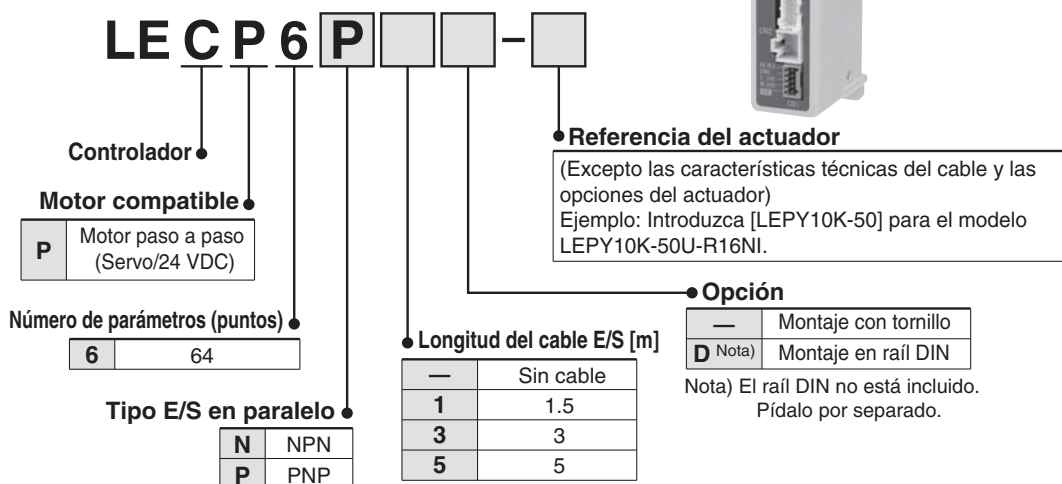 LE C P 6 P –
Controlador
Motor compatible
P Motor paso a paso
(Servo/24 VDC)
Número de parámetros (puntos)
6 64
Tipo E/S en paralelo
N NPN
P PNP
Longitud del cable E/S [m]
— Sin cable
1 1.5
3 3
5 5
Referencia del actuador
(Excepto las características técnicas del cable y las
opciones del actuador)
Ejemplo: Introduzca [LEPY10K-50] para el modelo
LEPY10K-50U-R16NI.
Opción
— Montaje con tornillo
D Nota) Montaje en raíl DIN
Nota) El raíl DIN no está incluido.
Pídalo por separado.